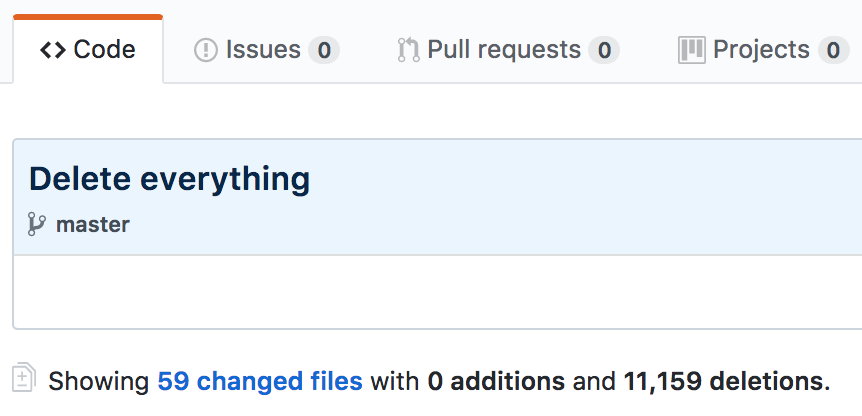 Code Issues 0 Pull requests 0 Projects 0
Delete everything
master
Showing 59 changed files with 0 additions and 11,159 deletions.